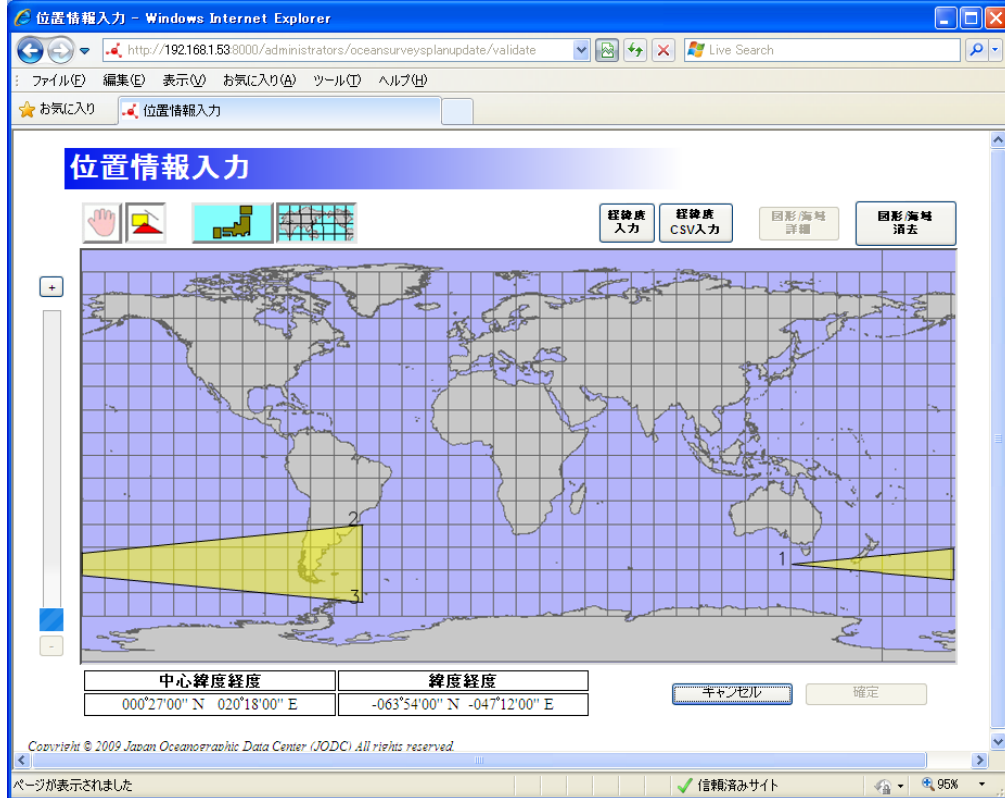 位置情報入力 - Windows Internet Explorer
http://192.168.1.53:8000/administrators/oceansurveysplanupdate/validate
Live Search
ファイル(F) 編集(E) 表示(V) お気に入り(A) ツール(T) ヘルプ(H)
お気に入り 位置情報入力
位置情報入力
経緯度入力
経緯度CSV入力
図形/海域詳細
図形/海域消去
+
2
1
3
-
中心緯度経度 緯度経度
000°27'00" N 020°18'00" E -063°54'00" N -047°12'00" E
キャンセル 確定
Copyright © 2009 Japan Oceanographic Data Center (JODC) All rights reserved.
ページが表示されました 信頼済みサイト 95%